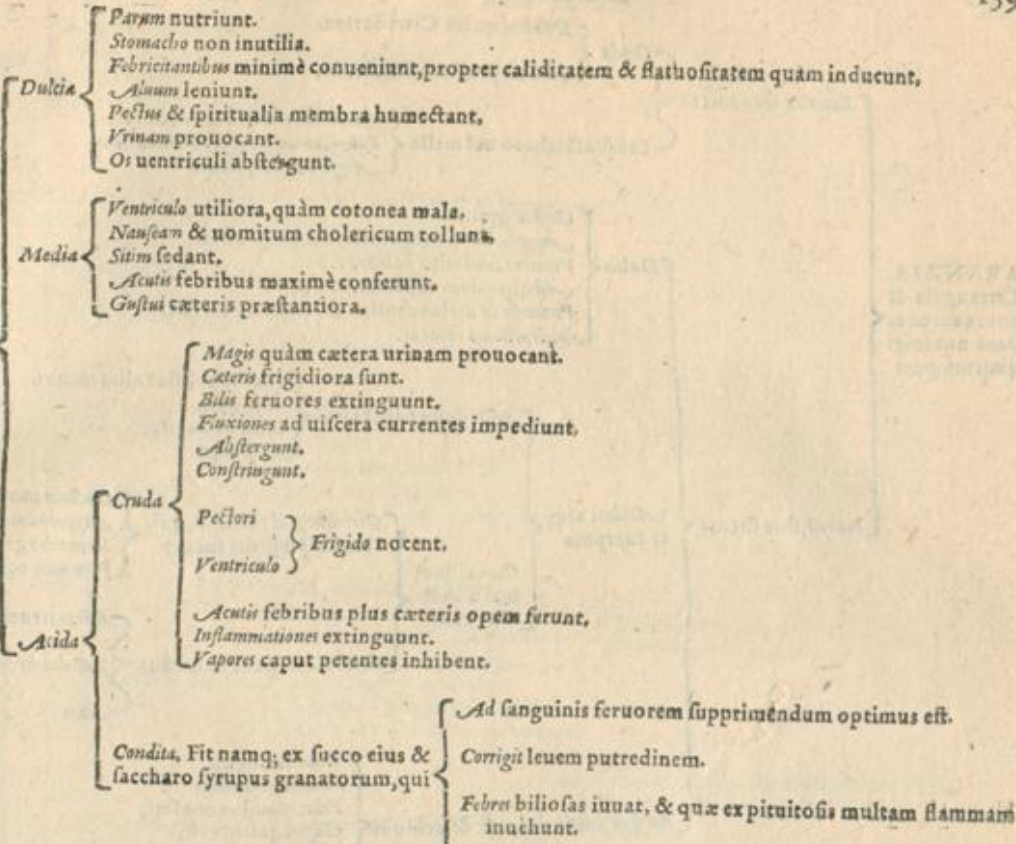 Dulcia
Parum nutriunt.
Stomacho non inutilia.
Febricitantibus minimè conueniunt, propter caliditatem & flatuositatem quam inducunt,
Aluum leniunt.
Pectus & spiritualia membra humectant,
Vrinam prouocant.
Os uentriculi abstergunt.
Media
Ventriculo utiliora, quàm cotonea mala.
Nauseam & uomitum cholericum tollunt,
Sitim sedant.
Acutis febribus maximè conferunt.
Gustui cæteris præstantiora.
Acida
Cruda
Magis quàm cætera urinam prouocant.
Cæteris frigidiora sunt.
Bilis feruores extinguunt.
Fluxiones ad uiscera currentes impediunt,
Abstergunt.
Constringunt.
Pectori
Ventriculo
Frigido nocent.
Acutis febribus plus cæteris opem ferunt,
Inflammationes extinguunt.
Vapores caput petentes inhibent.
Condita. Fit namq; ex succo eius &
saccharo syrupus granatorum, qui
Ad sanguinis feruorem supprimendum optimus est.
Corrigit leuem putredinem.
Febres biliosas iuuat, & quæ ex pituitosis multam flammam
inuehunt.